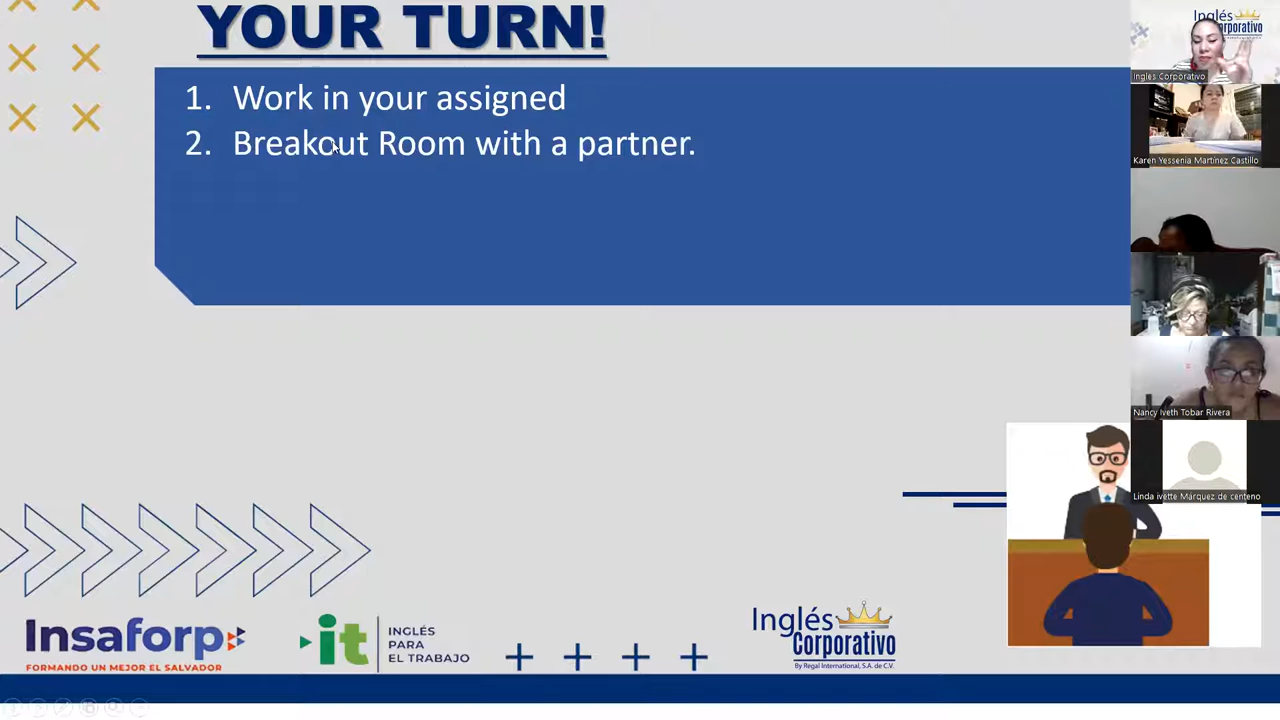 YOUR TURN!
1. Work in your assigned
2. Breakout Room with a partner.
Inglés
Corporativo
Ingles Corporativo
Karen Yessenia Martínez Castillo
Nancy Iveth Tobar Rivera
Linda ivette Márquez de centeno
Insaforp
FORMANDO UN MEJOR EL SALVADOR
it
INGLÉS
PARA
EL TRABAJO
Inglés
Corporativo
By Regal International, S.A. de C.V.